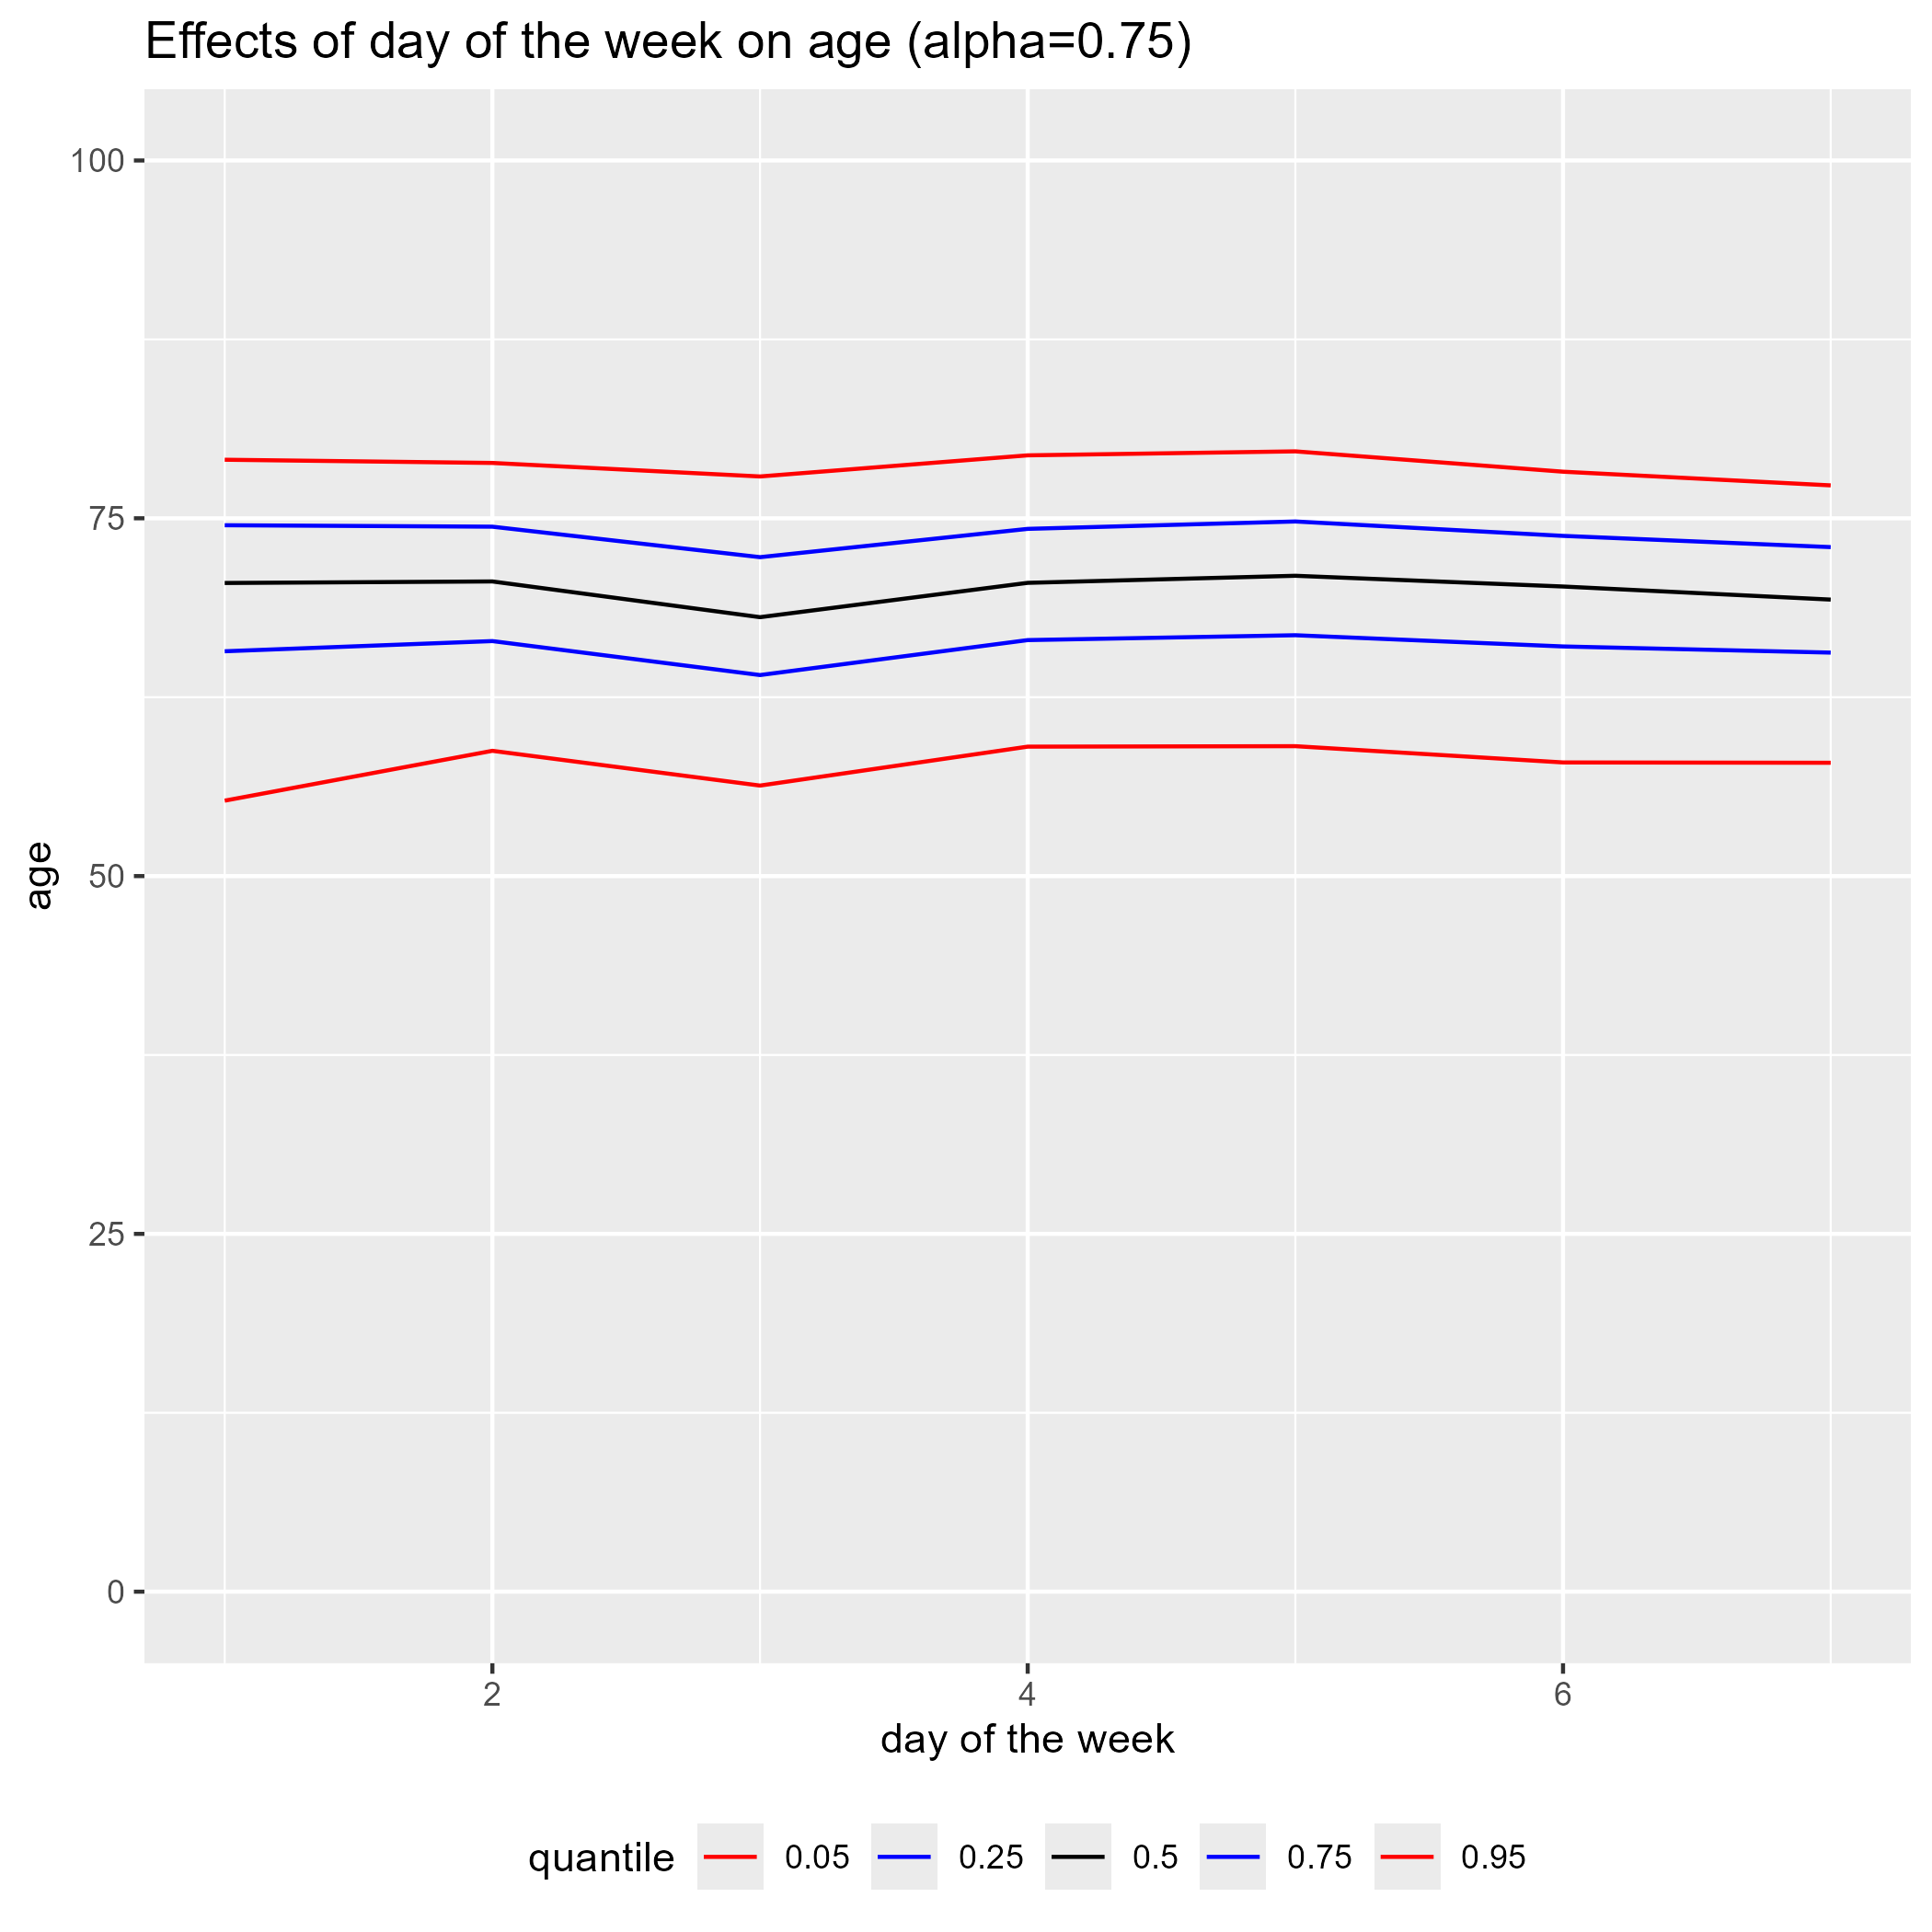 Effects of day of the week on age (alpha=0.75)
100
75
50
25
0
age
2 4 6
day of the week
quantile 0.05 0.25 0.5 0.75 0.95